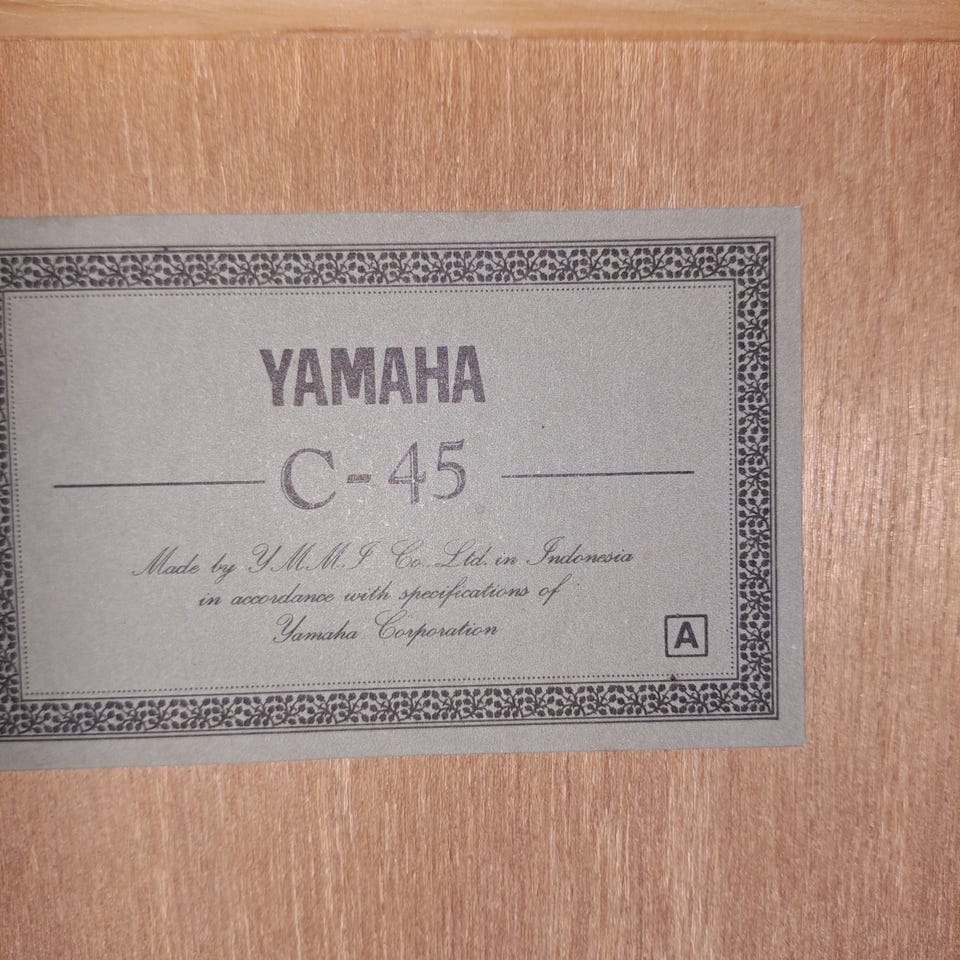 YAMAHA
C-45
Made by Y.M.M.I Co., Ltd. in Indonesia
in accordance with specifications of
Yamaha Corporation
A